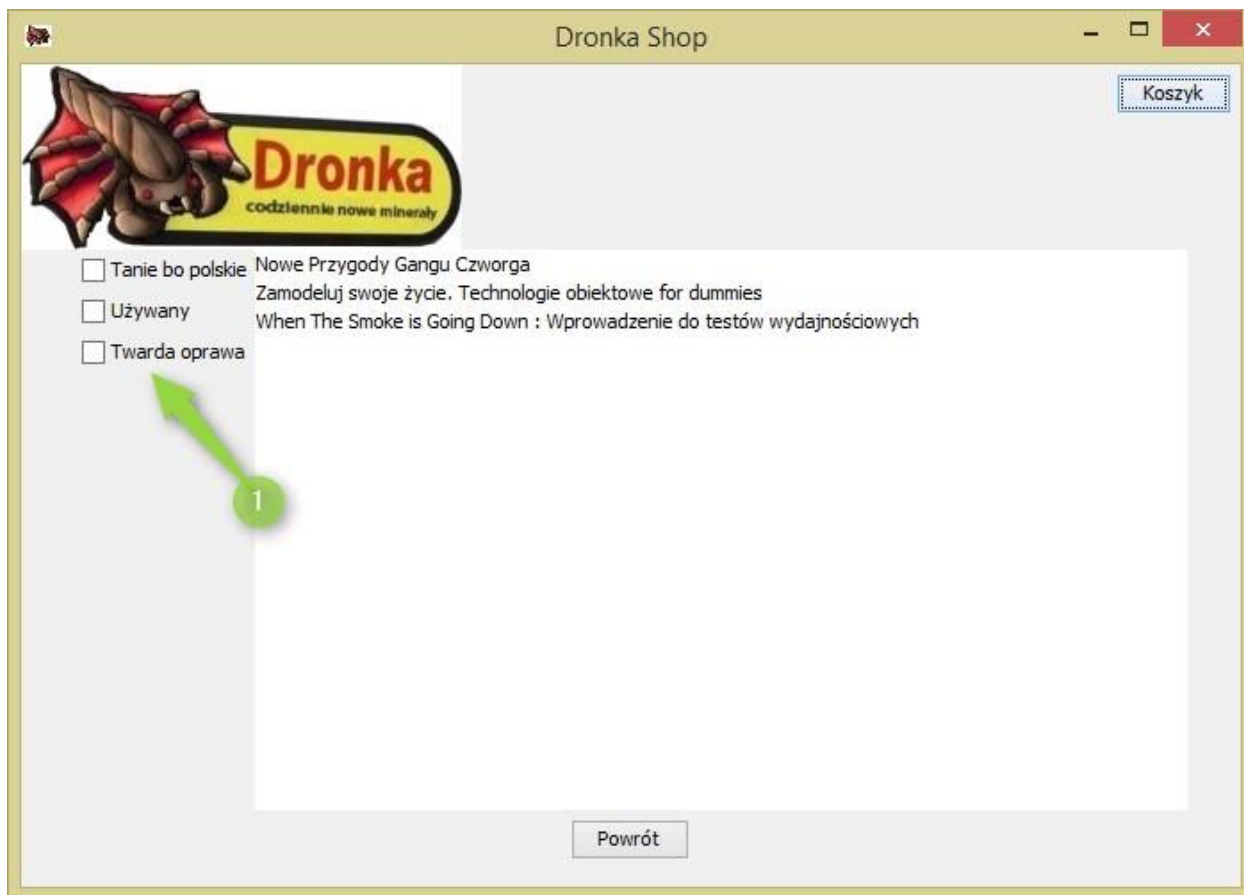 Dronka Shop
Koszyk
Dronka
codziennie nowe minerały
Tanie bo polskie
Używany
Twarda oprawa
Nowe Przygody Gangu Czworga
Zamodeluj swoje życie. Technologie obiektowe for dummies
When The Smoke is Going Down : Wprowadzenie do testów wydajnościowych
1
Powrót